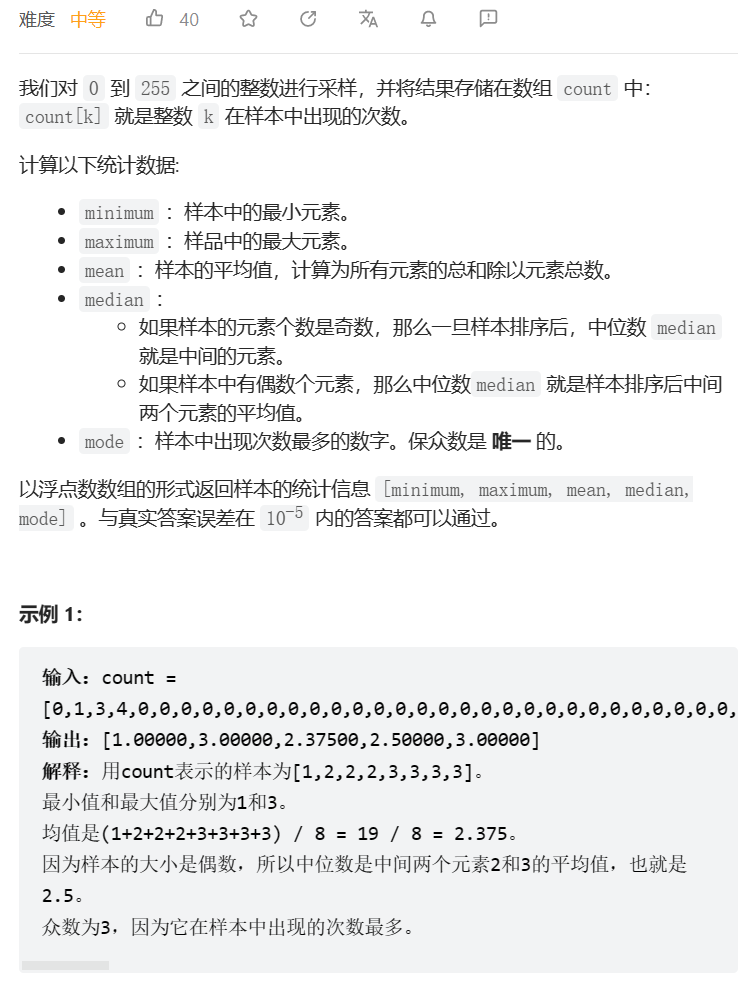 难度 中等 40
我们对 0 到 255 之间的整数进行采样，并将结果存储在数组 count 中：
count[k] 就是整数 k 在样本中出现的次数。
计算以下统计数据:
• minimum ： 样本中的最小元素。
• maximum ： 样品中的最大元素。
• mean ： 样本的平均值，计算为所有元素的总和除以元素总数。
• median ：
○ 如果样本的元素个数是奇数，那么一旦样本排序后，中位数 median
就是中间的元素。
○ 如果样本中有偶数个元素，那么中位数 median 就是样本排序后中间
两个元素的平均值。
• mode ： 样本中出现次数最多的数字。保众数是 唯一 的。
以浮点数数组的形式返回样本的统计信息 [minimum, maximum, mean, median,
mode] 。与真实答案误差在 10⁻⁵ 内的答案都可以通过。
示例 1：
输入：count =
[0,1,3,4,0,0,0,0,0,0,0,0,0,0,0,0,0,0,0,0,0,0,0,0,0,0,0,0,0,0,0,0,
输出：[1.00000,3.00000,2.37500,2.50000,3.00000]
解释：用count表示的样本为[1,2,2,2,3,3,3,3]。
最小值和最大值分别为1和3。
均值是(1+2+2+2+3+3+3+3) / 8 = 19 / 8 = 2.375。
因为样本的大小是偶数，所以中位数是中间两个元素2和3的平均值，也就是
2.5。
众数为3，因为它在样本中出现的次数最多。